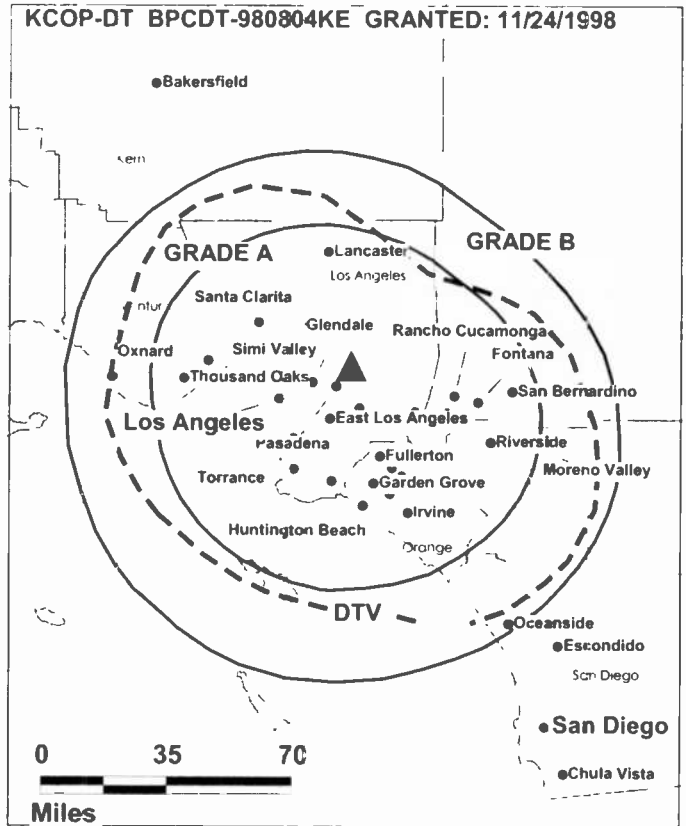 KCOP-DT BPCDT-980804KE GRANTED: 11/24/1998
Bakersfield
Kern
GRADE A
GRADE B
Lancaster
Los Angeles
Santa Clarita
ntur
Glendale
Rancho Cucamonga
Oxnard
Simi Valley
Fontana
Thousand Oaks
San Bernardino
Los Angeles
East Los Angeles
Pasadena
Riverside
Fullerton
Moreno Valley
Torrance
Garden Grove
Irvine
Huntington Beach
Orange
DTV
Oceanside
Escondido
San Diego
San Diego
0 35 70
Chula Vista
Miles